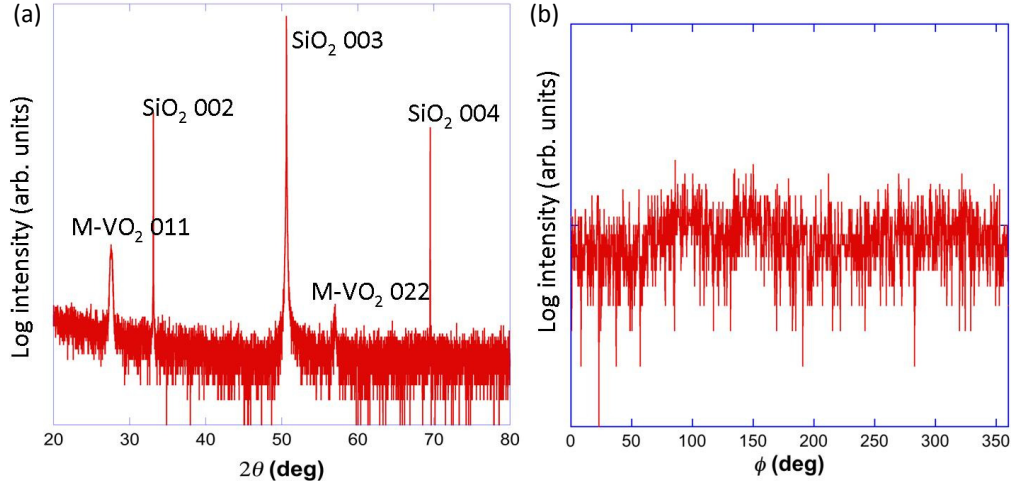 (a)
Log intensity (arb. units)
SiO₂ 003
SiO₂ 002
SiO₂ 004
M-VO₂ 011
M-VO₂ 022
20 30 40 50 60 70 80
2θ (deg)
(b)
Log intensity (arb. units)
0 50 100 150 200 250 300 350
ϕ (deg)